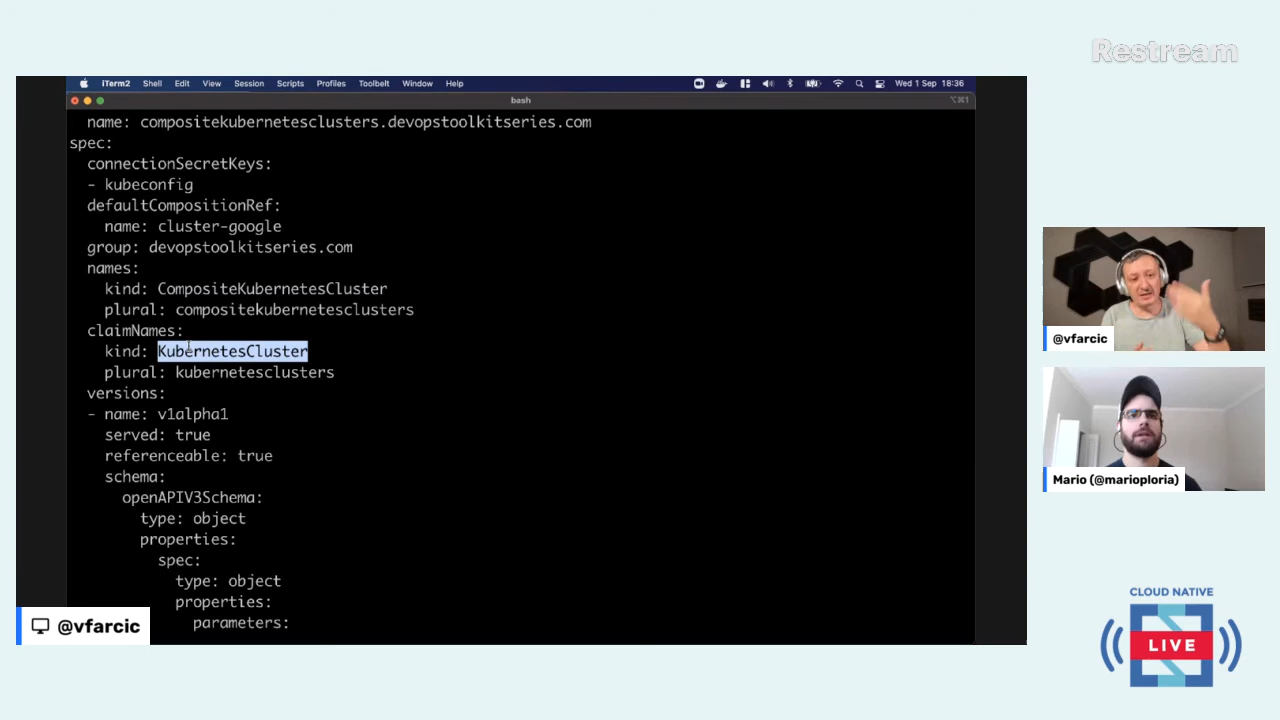 Restream
iTerm2 Shell Edit View Session Scripts Profiles Toolbelt Window Help Wed 1 Sep 18:36
bash ⌥⌘1
name: compositekubernetesclusters.devopstoolkitseries.com
spec:
connectionSecretKeys:
- kubeconfig
defaultCompositionRef:
name: cluster-google
group: devopstoolkitseries.com
names:
kind: CompositeKubernetesCluster
plural: compositekubernetesclusters
claimNames:
kind: KubernetesCluster
plural: kubernetesclusters
versions:
- name: v1alpha1
served: true
referenceable: true
schema:
openAPIV3Schema:
type: object
properties:
spec:
type: object
properties:
parameters:
@vfarcic
@vfarcic
Mario (@marioploria)
CLOUD NATIVE
LIVE